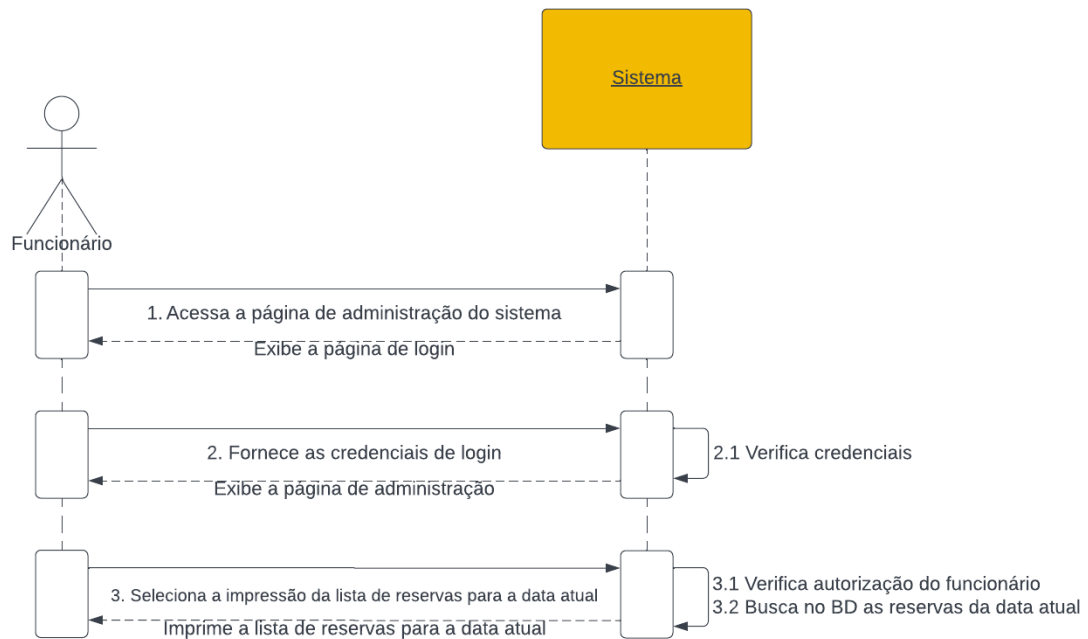 Sistema
Funcionário
1. Acessa a página de administração do sistema
Exibe a página de login
2. Fornece as credenciais de login
2.1 Verifica credenciais
Exibe a página de administração
3. Seleciona a impressão da lista de reservas para a data atual
3.1 Verifica autorização do funcionário
3.2 Busca no BD as reservas da data atual
Imprime a lista de reservas para a data atual